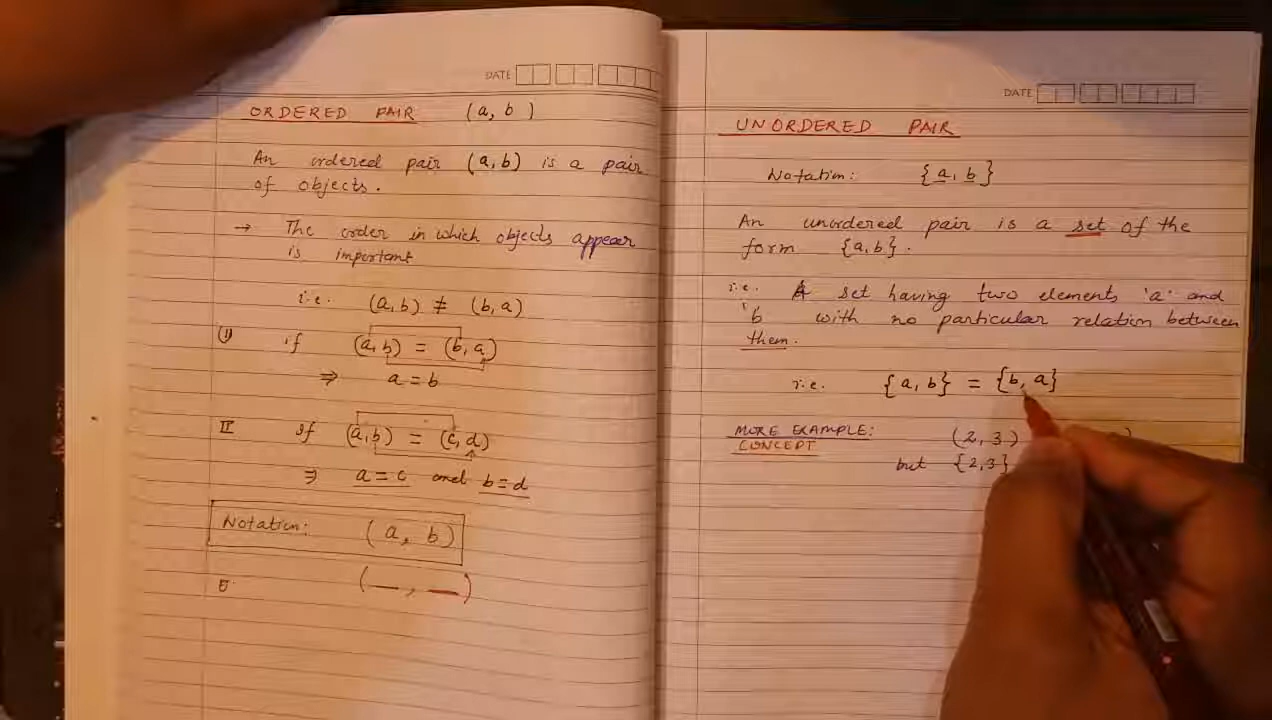 DATE
ORDERED PAIR (a, b)
An ordered pair (a,b) is a pair
of objects.
→ The order in which objects appear
is important
i.e. (a,b) ≠ (b,a)
(I) if (a,b) = (b,a)
⇒ a=b
II If (a,b) = (c,d)
⇒ a=c and b=d
Notation: (a, b)
(—, —)
DATE
UNORDERED PAIR
Notation: {a, b}
An unordered pair is a set of the
form {a,b}.
i.e. A set having two elements 'a' and
'b with no particular relation between
them.
i.e. {a,b} = {b, a}
MORE EXAMPLE: (2, 3) )
CONCEPT but {2,3}